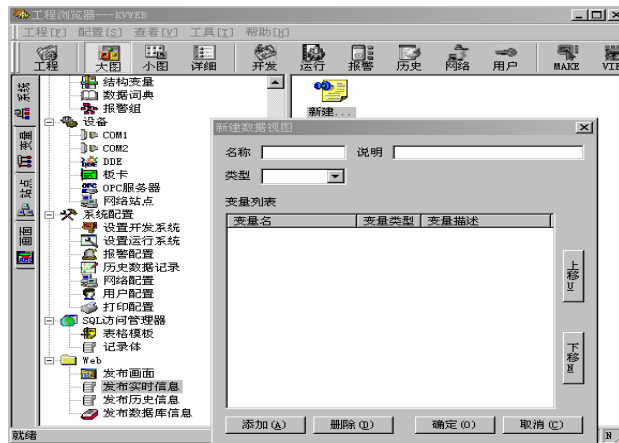 工程浏览器---KVWEB
工程[F] 配置[S] 查看[V] 工具[T] 帮助[H]
工程 大图 小图 详细 开发 运行 报警 历史 网络 用户 MAKE
系统
变量
站点
画面
结构变量
数据词典
报警组
设备
COM1
COM2
DDE
板卡
OPC服务器
网络站点
系统配置
设置开发系统
设置运行系统
报警配置
历史数据记录
网络配置
用户配置
打印配置
SQL访问管理器
表格模板
记录体
Web
发布画面
发布实时信息
发布历史信息
发布数据库信息
新建...
新建数据视图
名称 说明
类型
变量列表
变量名 变量类型 变量描述
上移U
下移N
添加(A) 删除(D) 确定(O) 取消(C)
就绪